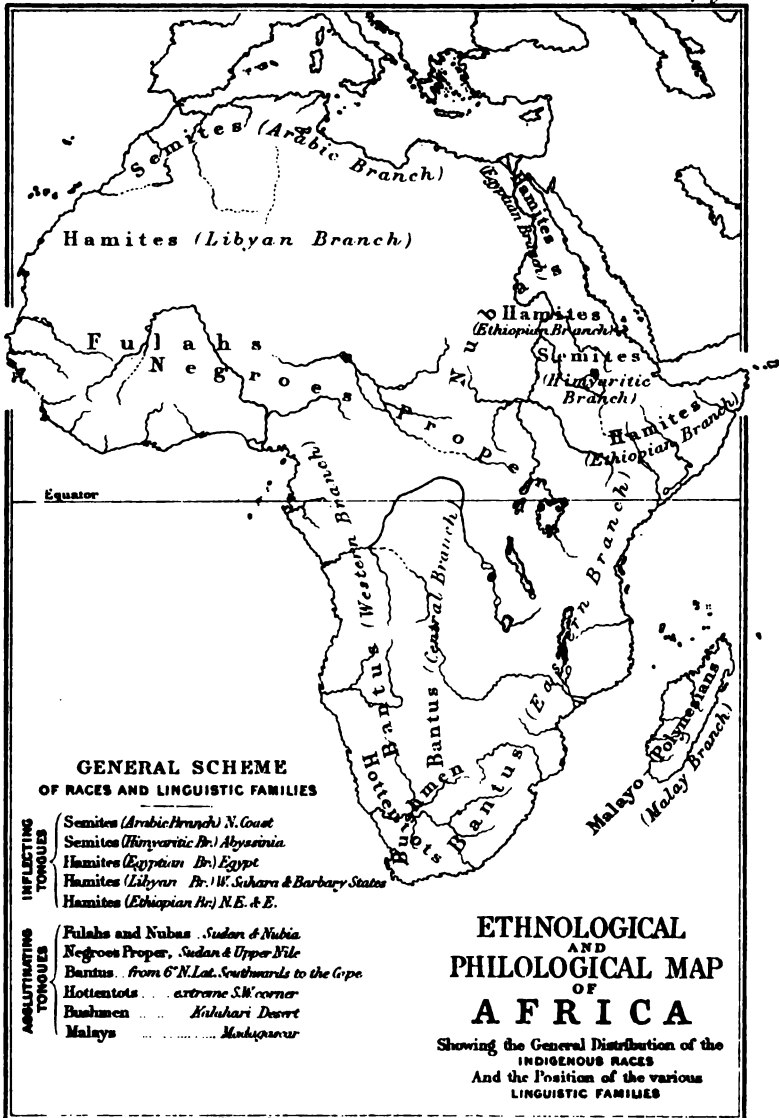 Semites (Arabic Branch)
Hamites (Libyan Branch)
Hamites
(Egyptian Branch)
Nubas
Hamites
(Ethiopian Branch)
Semites
(Himyaritic
Branch)
Hamites
(Ethiopian Branch)
Fulahs
Negroes Proper
Equator
Bantus (Western Branch)
Bantus (Central Branch)
Bantus (Eastern Branch)
Hottentots
Bushmen
Malayo Polynesians
(Malay Branch)
GENERAL SCHEME
OF RACES AND LINGUISTIC FAMILIES
INFLECTING
TONGUES
Semites (Arabic Branch) N. Coast
Semites (Himyaritic Br.) Abyssinia
Hamites (Egyptian Br.) Egypt
Hamites (Libyan Br.) W. Sahara & Barbary States
Hamites (Ethiopian Br.) N.E. & E.
AGGLUTINATING
TONGUES
Fulahs and Nubas .. Sudan & Nubia
Negroes Proper, Sudan & Upper Nile
Bantus .. from 6° N. Lat. Southwards to the Cape
Hottentots .... extreme S.W. corner
Bushmen .. .. Kalahari Desert
Malays .. ........ Madagascar
ETHNOLOGICAL
AND
PHILOLOGICAL MAP
OF
AFRICA
Showing the General Distribution of the
INDIGENOUS RACES
And the Position of the various
LINGUISTIC FAMILIES